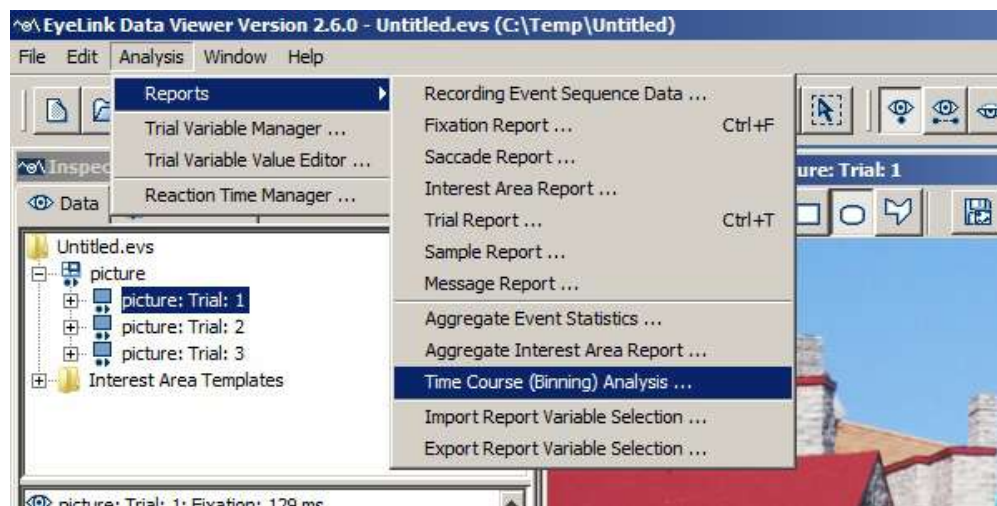 EyeLink Data Viewer Version 2.6.0 - Untitled.evs (C:\Temp\Untitled)
File Edit Analysis Window Help
Reports
Trial Variable Manager ...
Trial Variable Value Editor ...
Reaction Time Manager ...
Recording Event Sequence Data ...
Fixation Report ... Ctrl+F
Saccade Report ...
Interest Area Report ...
Trial Report ... Ctrl+T
Sample Report ...
Message Report ...
Aggregate Event Statistics ...
Aggregate Interest Area Report ...
Time Course (Binning) Analysis ...
Import Report Variable Selection ...
Export Report Variable Selection ...
Inspec
Data
Untitled.evs
picture
picture: Trial: 1
picture: Trial: 2
picture: Trial: 3
Interest Area Templates
picture: Trial: 1: Fixation: 129 ms
ure: Trial: 1